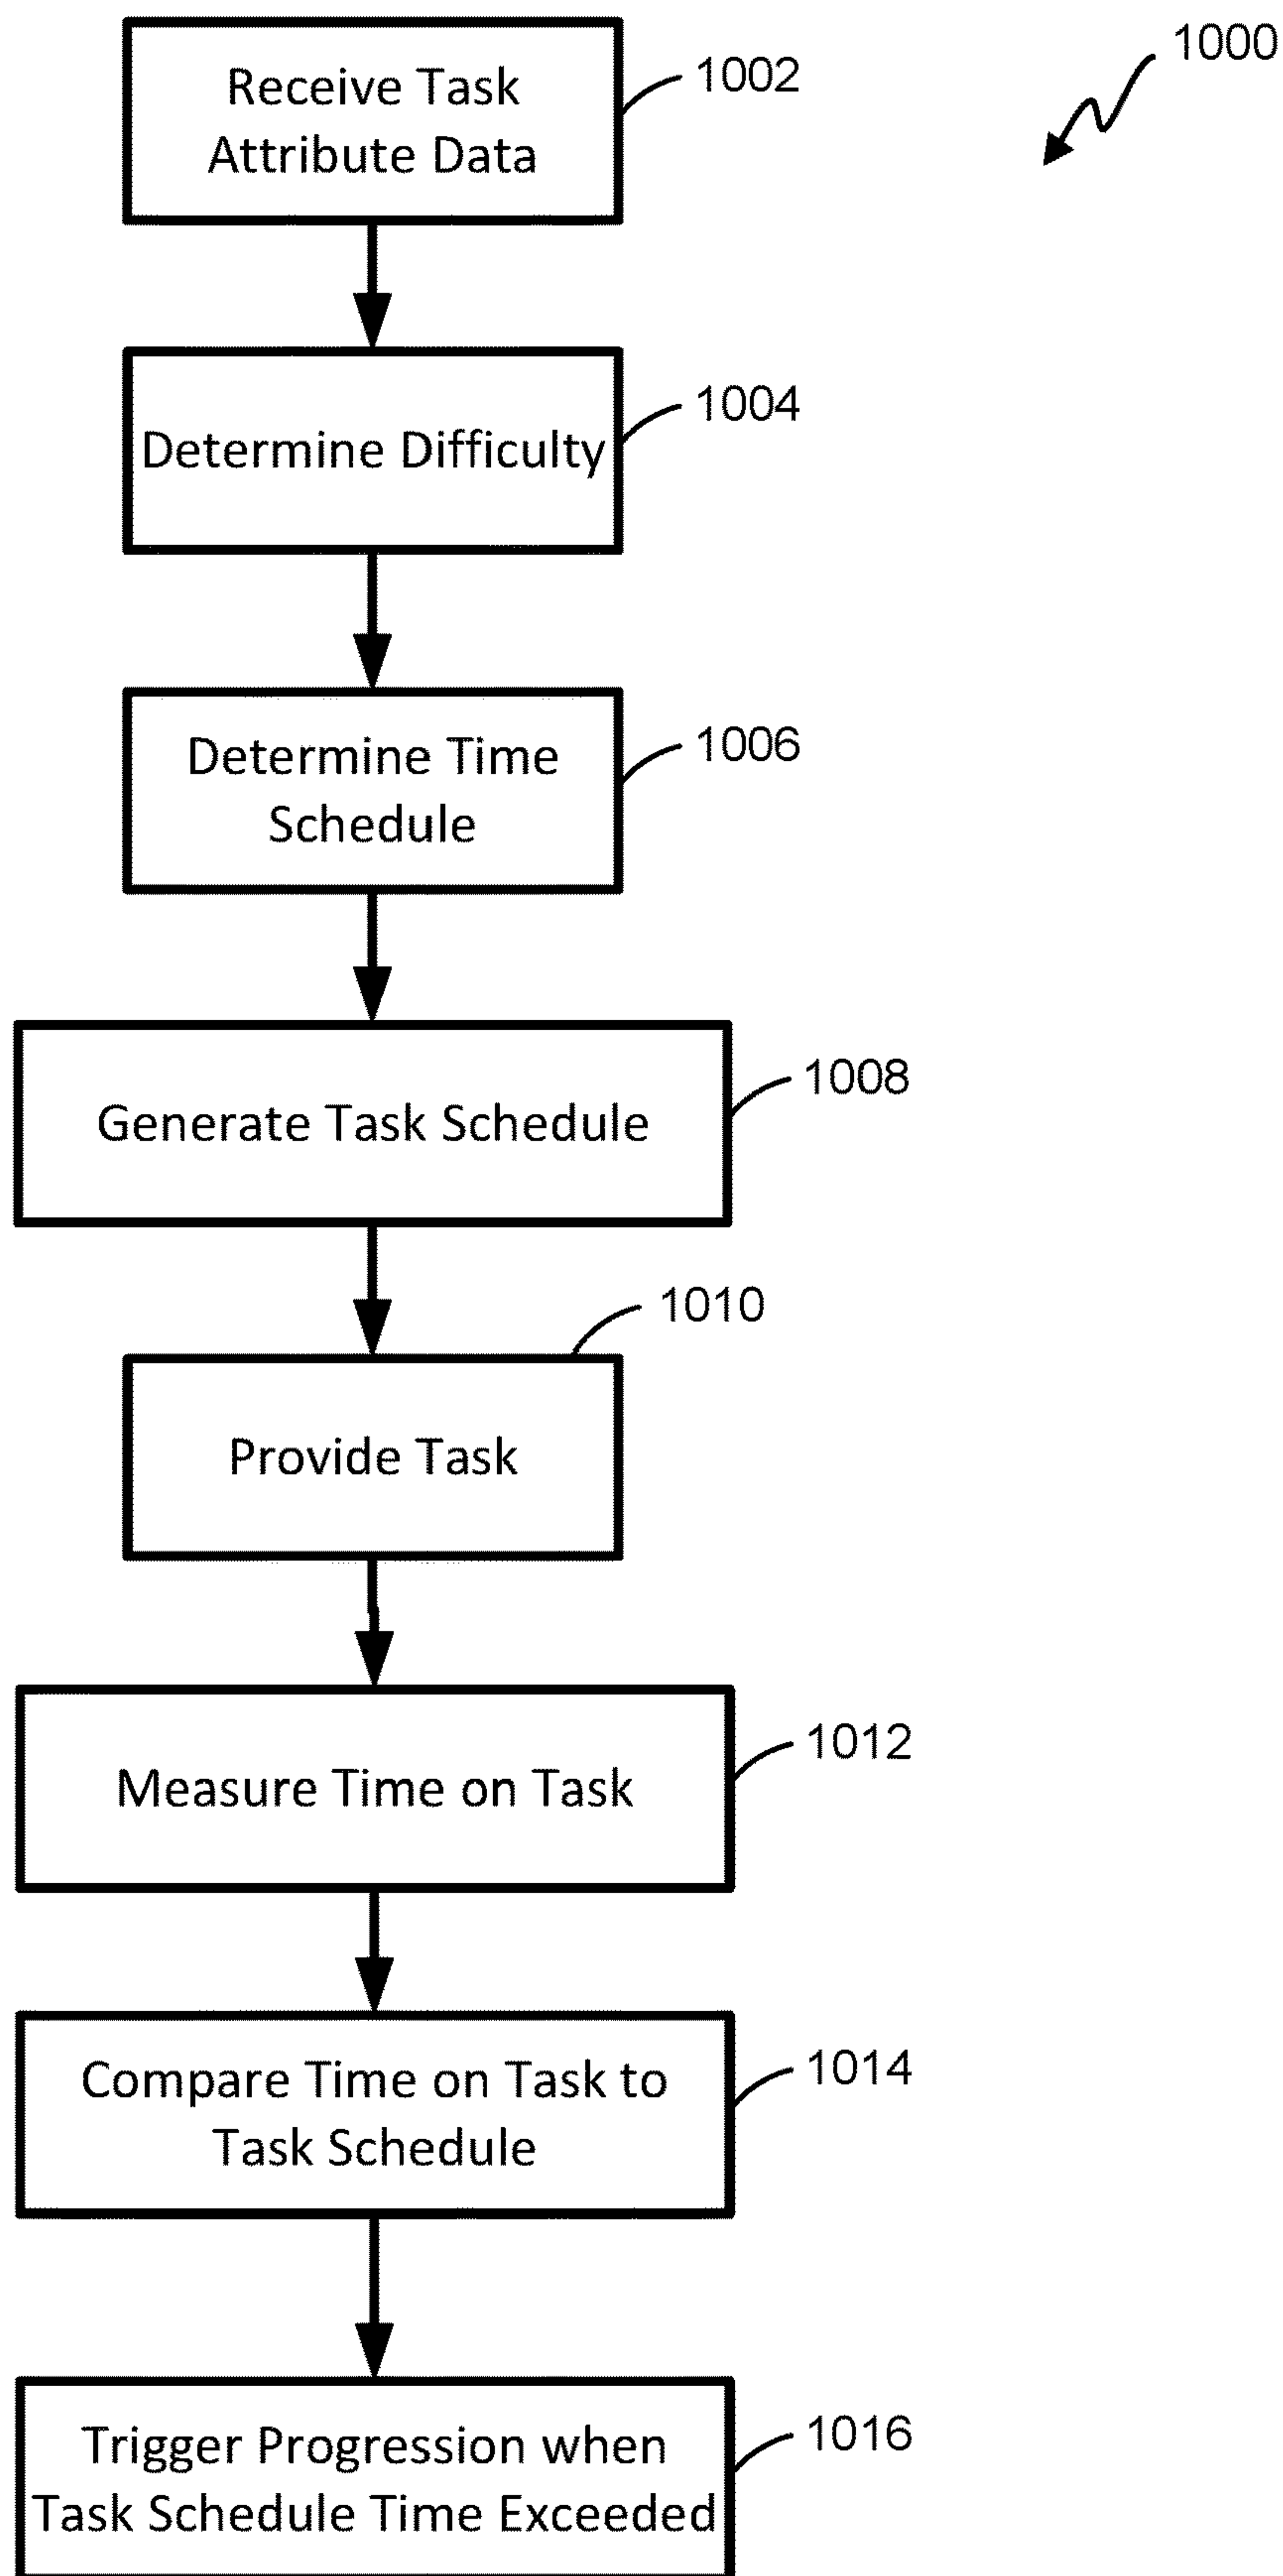 1000
Receive Task
Attribute Data
1002
Determine Difficulty
1004
Determine Time
Schedule
1006
Generate Task Schedule
1008
1010
Provide Task
Measure Time on Task
1012
Compare Time on Task to
Task Schedule
1014
Trigger Progression when
Task Schedule Time Exceeded
1016